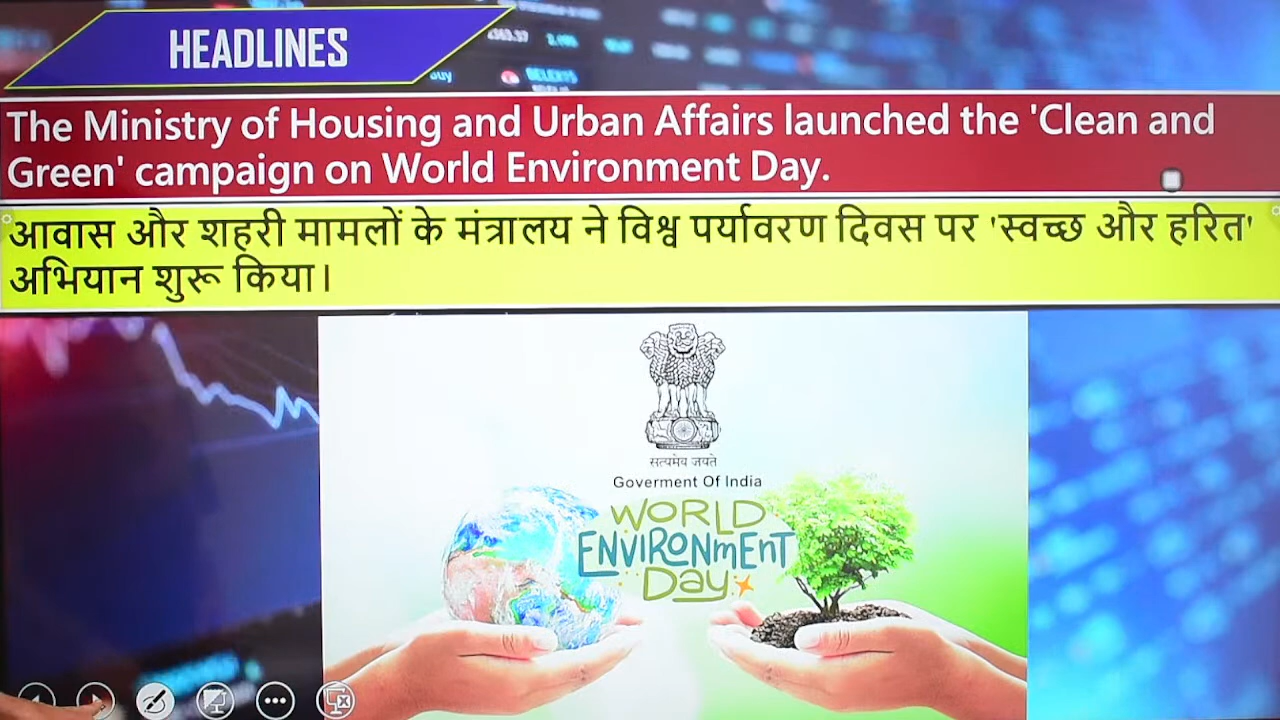 HEADLINES
The Ministry of Housing and Urban Affairs launched the 'Clean and
Green' campaign on World Environment Day.
आवास और शहरी मामलों के मंत्रालय ने विश्व पर्यावरण दिवस पर 'स्वच्छ और हरित'
अभियान शुरू किया।
सत्यमेव जयते
Goverment Of India
WORLD
ENVIRONMENT
Day